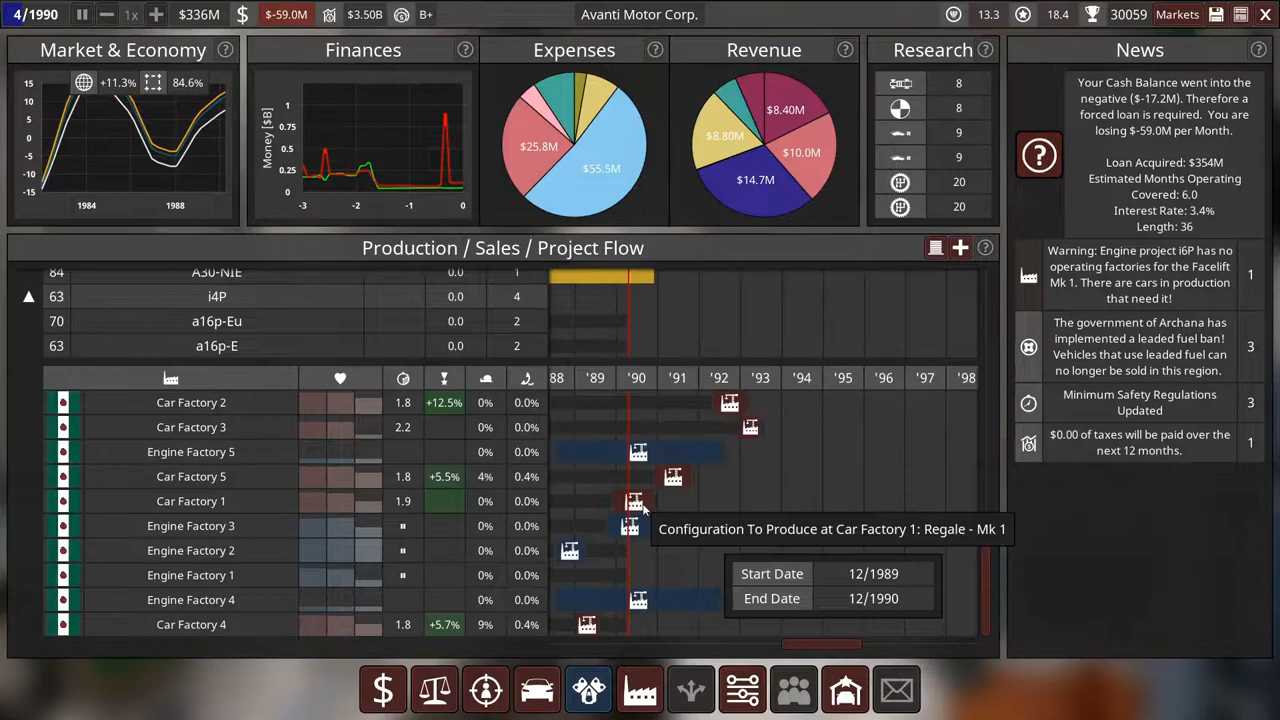 4/1990 1x $336M $-59.0M $3.50B B+ Avanti Motor Corp. 13.3 18.4 30059 Markets
Market & Economy
+11.3% 84.6%
15
10
5
0
-5
-10
-15
1984 1988
Finances
Money [$B]
1
0.75
0.5
0.25
0
-3 -2 -1 0
Expenses
$25.8M
$55.5M
Revenue
$8.40M
$8.80M
$10.0M
$14.7M
Research
8
8
9
9
20
20
News
Your Cash Balance went into the
negative ($-17.2M). Therefore a
forced loan is required. You are
losing $-59.0M per Month.
Loan Acquired: $354M
Estimated Months Operating
Covered: 6.0
Interest Rate: 3.4%
Length: 36
Warning: Engine project i6P has no
operating factories for the Facelift
Mk 1. There are cars in production
that need it!
1
The government of Archana has
implemented a leaded fuel ban!
Vehicles that use leaded fuel can
no longer be sold in this region.
3
Minimum Safety Regulations
Updated
3
$0.00 of taxes will be paid over the
next 12 months.
1
Production / Sales / Project Flow
84 A30-NIE 0.0 1
63 i4P 0.0 4
70 a16p-Eu 0.0 2
63 a16p-E 0.0 2
88 '89 '90 '91 '92 '93 '94 '95 '96 '97 '98
Car Factory 2 1.8 +12.5% 0% 0.0%
Car Factory 3 2.2 0% 0.0%
Engine Factory 5 0% 0.0%
Car Factory 5 1.8 +5.5% 4% 0.4%
Car Factory 1 1.9 0% 0.0%
Engine Factory 3 0% 0.0%
Engine Factory 2 0% 0.0%
Engine Factory 1 0% 0.0%
Engine Factory 4 0% 0.0%
Car Factory 4 1.8 +5.7% 9% 0.4%
Configuration To Produce at Car Factory 1: Regale - Mk 1
Start Date 12/1989
End Date 12/1990